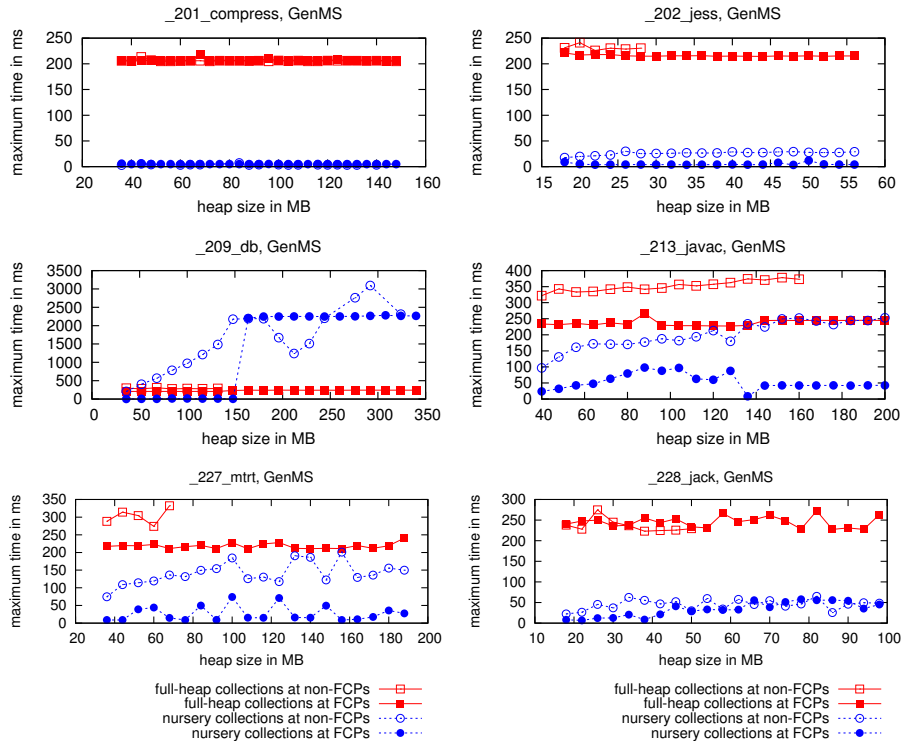 _201_compress, GenMS
maximum time in ms
250
200
150
100
50
0
20 40 60 80 100 120 140 160
heap size in MB
_202_jess, GenMS
maximum time in ms
250
200
150
100
50
0
15 20 25 30 35 40 45 50 55 60
heap size in MB
_209_db, GenMS
maximum time in ms
3500
3000
2500
2000
1500
1000
500
0
0 50 100 150 200 250 300 350
heap size in MB
_213_javac, GenMS
maximum time in ms
400
350
300
250
200
150
100
50
0
40 60 80 100 120 140 160 180 200
heap size in MB
_227_mtrt, GenMS
maximum time in ms
350
300
250
200
150
100
50
0
20 40 60 80 100 120 140 160 180 200
heap size in MB
_228_jack, GenMS
maximum time in ms
300
250
200
150
100
50
0
10 20 30 40 50 60 70 80 90 100
heap size in MB
full-heap collections at non-FCPs
full-heap collections at FCPs
nursery collections at non-FCPs
nursery collections at FCPs
full-heap collections at non-FCPs
full-heap collections at FCPs
nursery collections at non-FCPs
nursery collections at FCPs